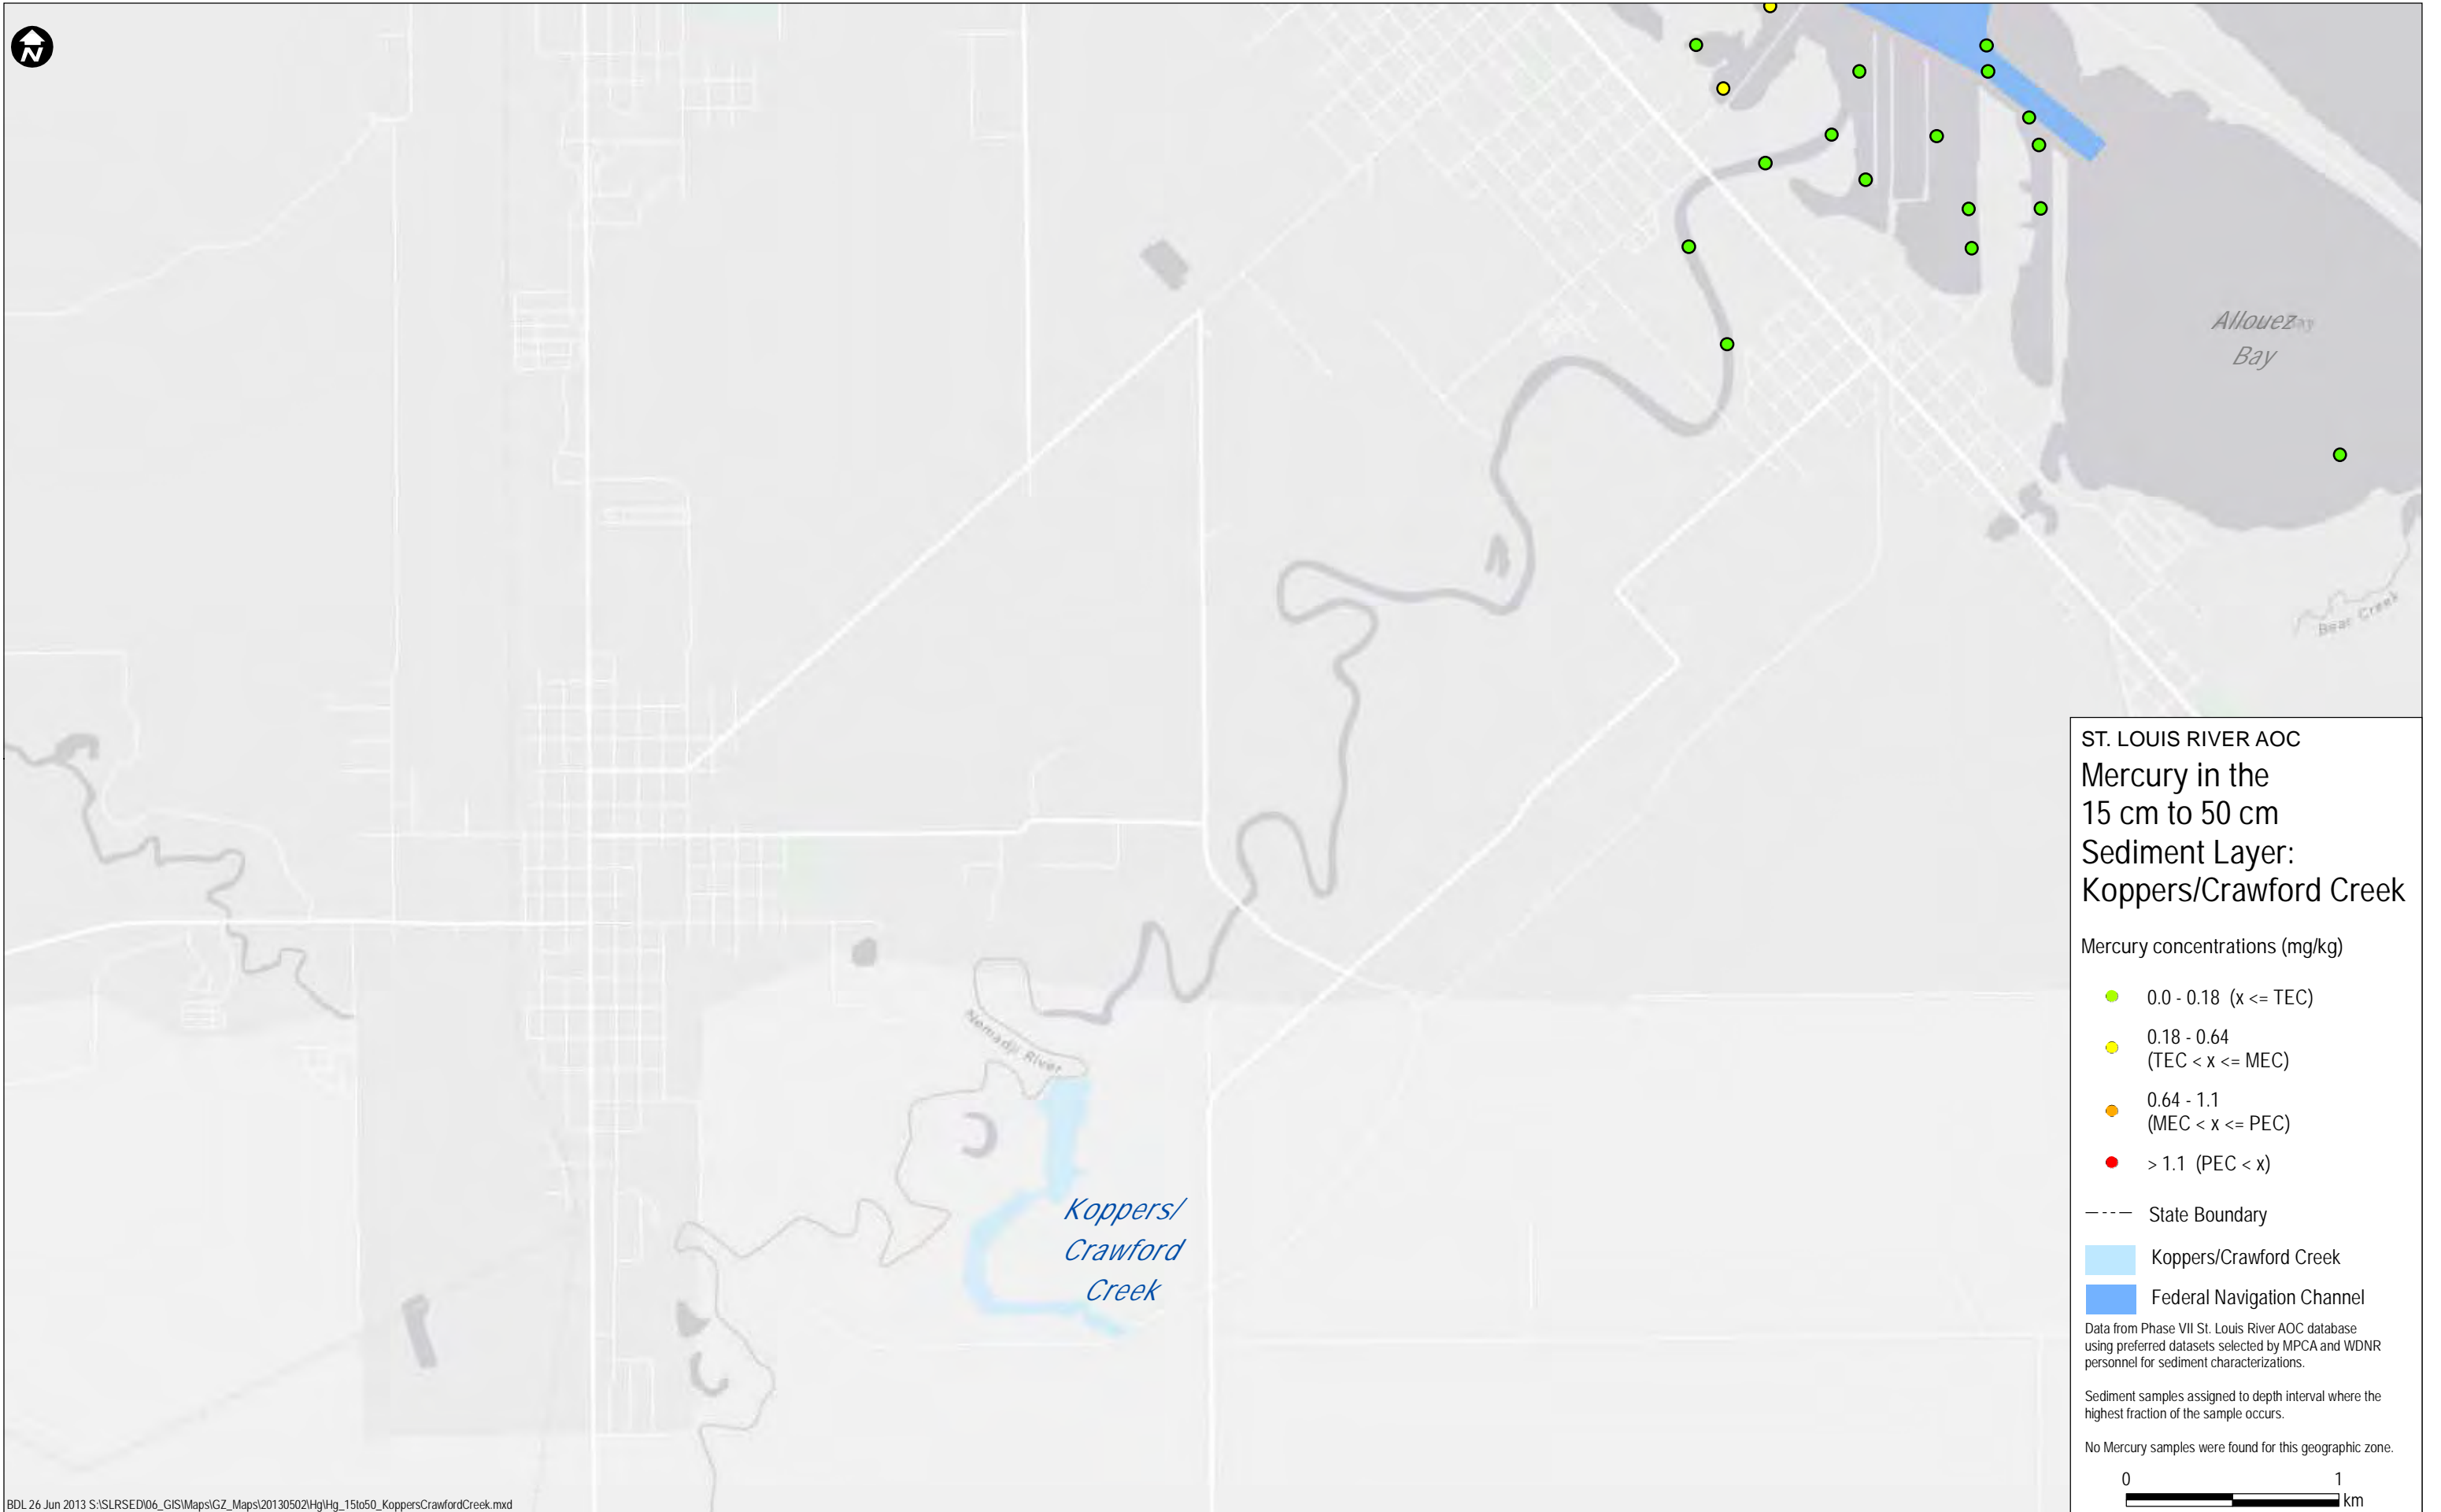 N
Allouez
Bay
Bear Creek
Nemadji River
Koppers/
Crawford
Creek
ST. LOUIS RIVER AOC
Mercury in the
15 cm to 50 cm
Sediment Layer:
Koppers/Crawford Creek
Mercury concentrations (mg/kg)
0.0 - 0.18 (x <= TEC)
0.18 - 0.64
(TEC < x <= MEC)
0.64 - 1.1
(MEC < x <= PEC)
> 1.1 (PEC < x)
State Boundary
Koppers/Crawford Creek
Federal Navigation Channel
Data from Phase VII St. Louis River AOC database
using preferred datasets selected by MPCA and WDNR
personnel for sediment characterizations.
Sediment samples assigned to depth interval where the
highest fraction of the sample occurs.
No Mercury samples were found for this geographic zone.
0 1
km
BDL 26 Jun 2013 S:\SLRSED\06_GIS\Maps\GZ_Maps\20130502\Hg\Hg_15to50_KoppersCrawfordCreek.mxd